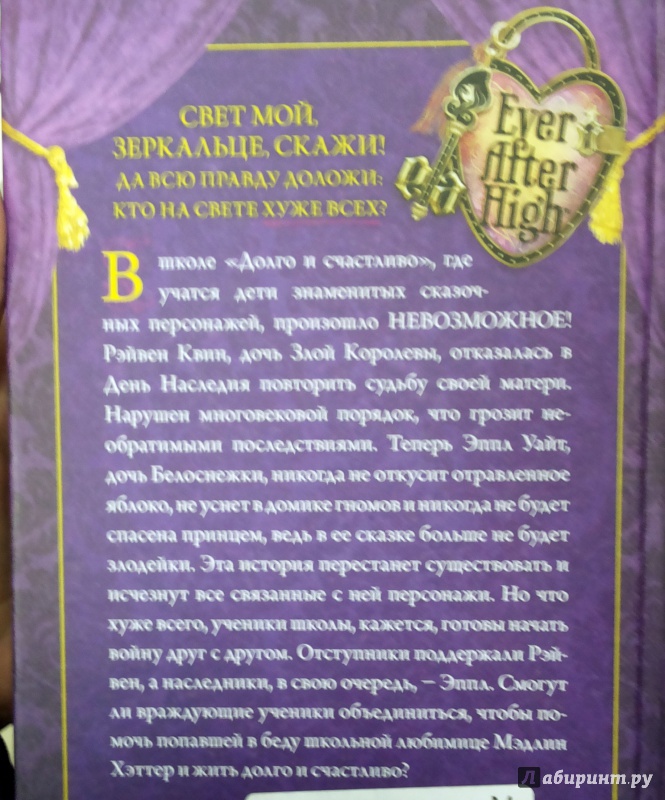 СВЕТ МОЙ,
ЗЕРКАЛЬЦЕ, СКАЖИ!
ДА ВСЮ ПРАВДУ ДОЛОЖИ:
КТО НА СВЕТЕ ХУЖЕ ВСЕХ?
Ever
After
High
В школе «Долго и счастливо», где
учатся дети знаменитых сказоч-
ных персонажей, произошло НЕВОЗМОЖНОЕ!
Рэйвен Квин, дочь Злой Королевы, отказалась в
День Наследия повторить судьбу своей матери.
Нарушен многовековой порядок, что грозит не-
обратимыми последствиями. Теперь Эппл Уайт,
дочь Белоснежки, никогда не откусит отравленное
яблоко, не уснет в домике гномов и никогда не будет
спасена принцем, ведь в ее сказке больше не будет
злодейки. Эта история перестанет существовать и
исчезнут все связанные с ней персонажи. Но что
хуже всего, ученики школы, кажется, готовы начать
войну друг с другом. Отступники поддержали Рэй-
вен, а наследники, в свою очередь, – Эппл. Смогут
ли враждующие ученики объединиться, чтобы по-
мочь попавшей в беду школьной любимице Мэдлин
Хэттер и жить долго и счастливо?
Лабиринт.ру